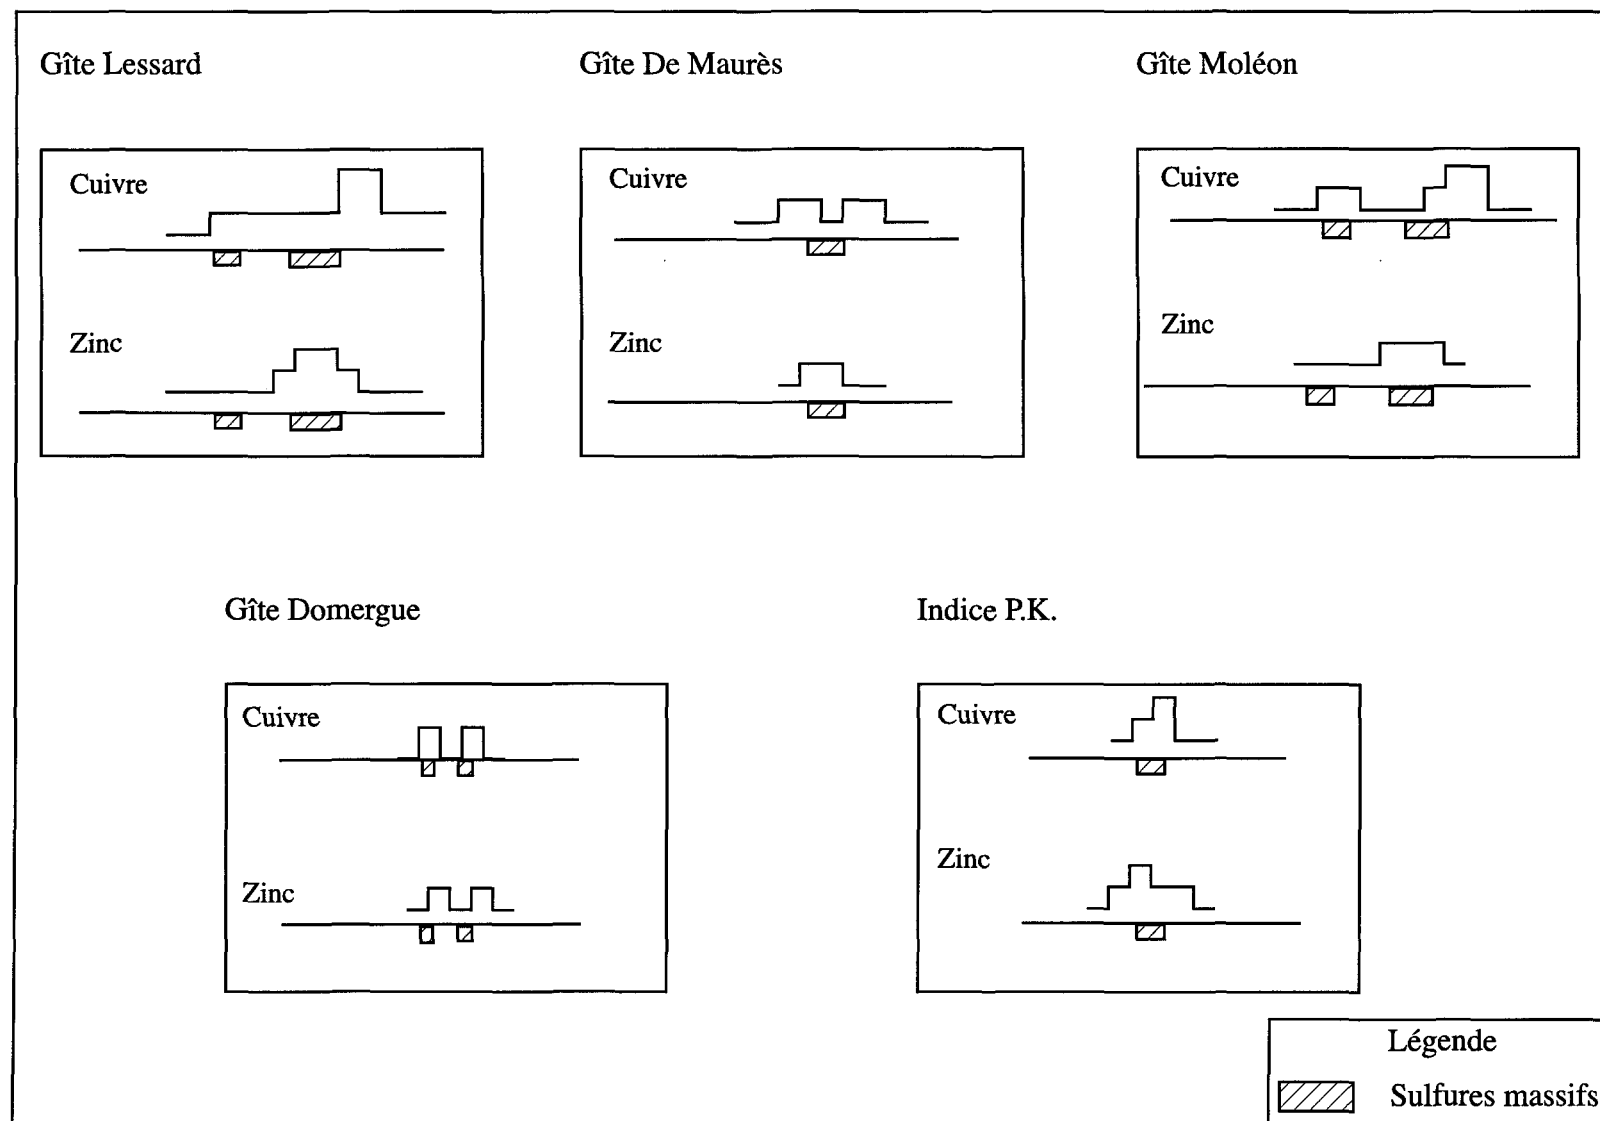 Gîte Lessard
Gîte De Maurès
Gîte Moléon
Cuivre
Zinc
Cuivre
Zinc
Cuivre
Zinc
Gîte Domergue
Indice P.K.
Cuivre
Zinc
Cuivre
Zinc
Légende
Sulfures massifs